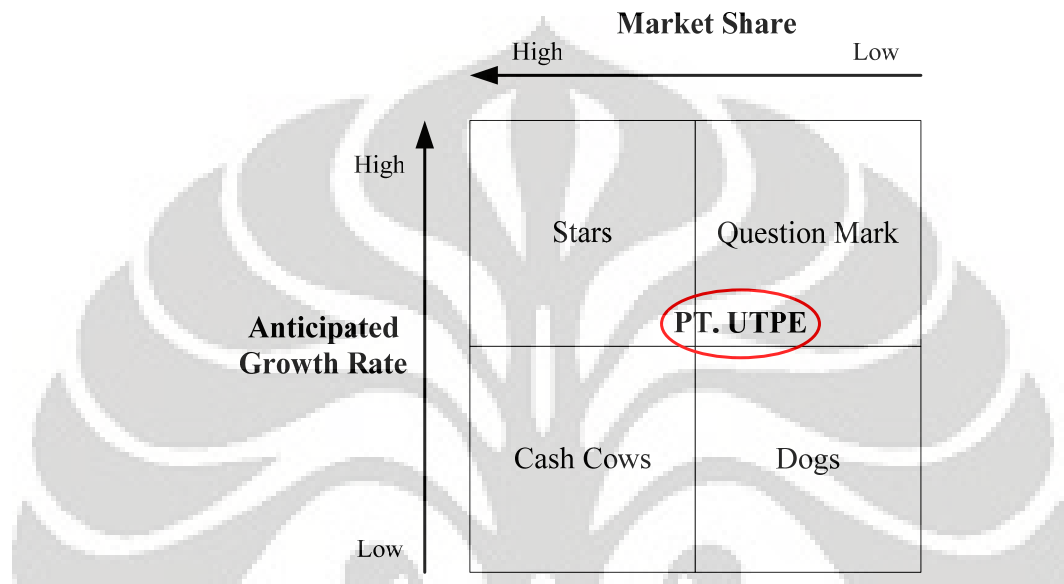 Market Share
High
Low
High
Stars
Question Mark
PT. UTPE
Anticipated
Growth Rate
Cash Cows
Dogs
Low